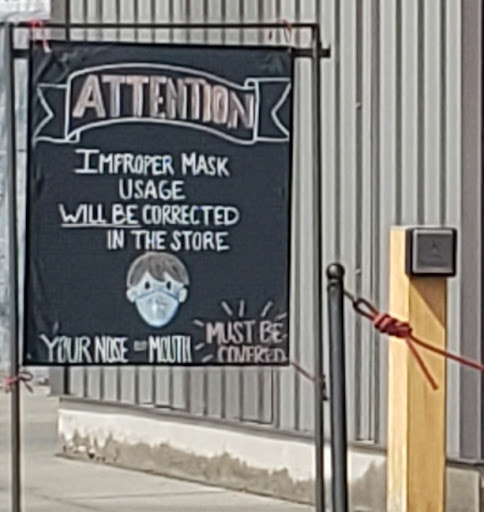 ATTENTION
IMPROPER MASK
USAGE
WILL BE CORRECTED
IN THE STORE
YOUR NOSE MOUTH
MUST BE
COVERED